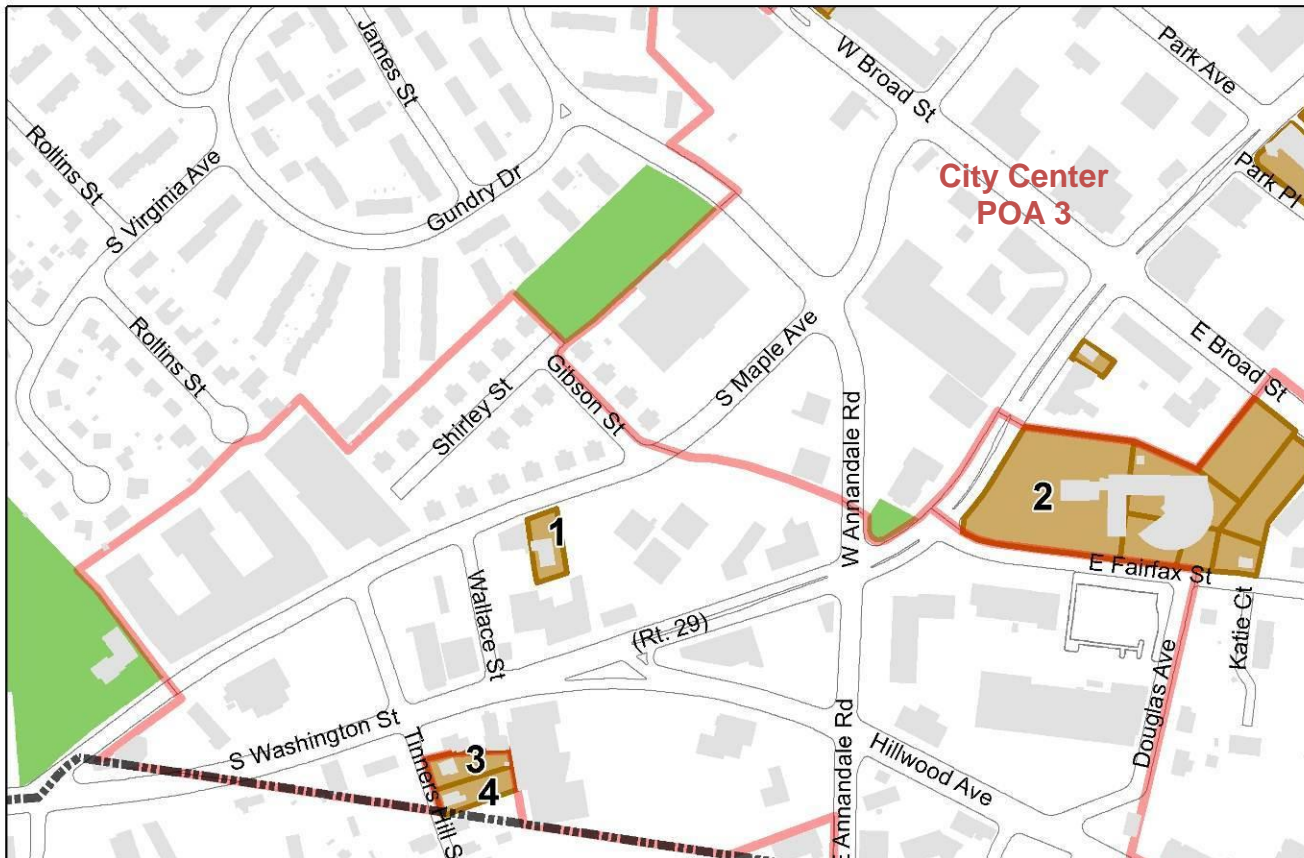 James St
W Broad St
Park Ave
Rollins St
S Virginia Ave
Gundry Dr
City Center
POA 3
Park Pl
Rollins St
Shirley St
Gibson St
S Maple Ave
E Broad St
W Annandale Rd
1
2
E Fairfax St
Wallace St
(Rt. 29)
Douglas Ave
Katie Ct
S Washington St
Tinners Hill S
3
4
E Annandale Rd
Hillwood Ave